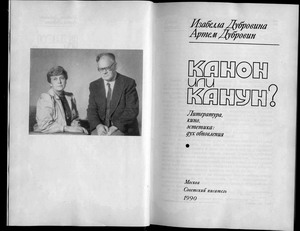 Изабелла Дубровина
Артем Дубровин
КАНОН
ИЛИ
КАНУН?
Литература,
кино,
эстетика:
дух обновления
Москва
Советский писатель
1990